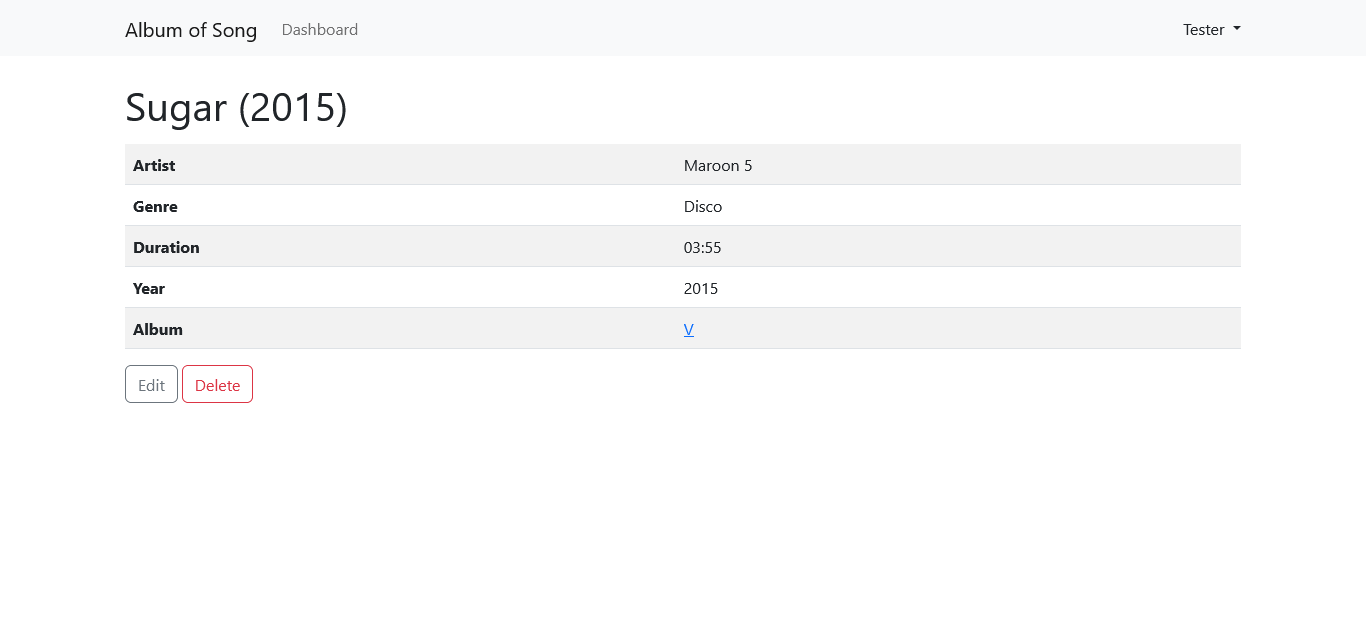 Album of Song Dashboard Tester
Sugar (2015)
Artist Maroon 5
Genre Disco
Duration 03:55
Year 2015
Album V
Edit Delete